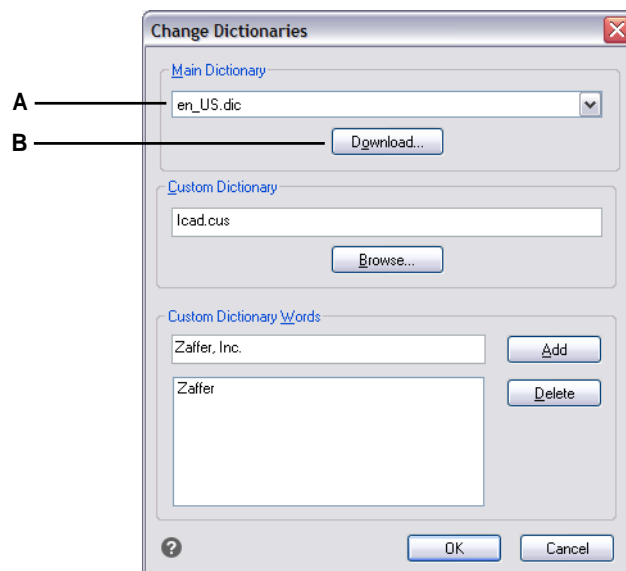 Change Dictionaries
Main Dictionary
A
en_US.dic
B
Download...
Custom Dictionary
Icad.cus
Browse...
Custom Dictionary Words
Zaffer, Inc.
Add
Zaffer
Delete
?
OK
Cancel